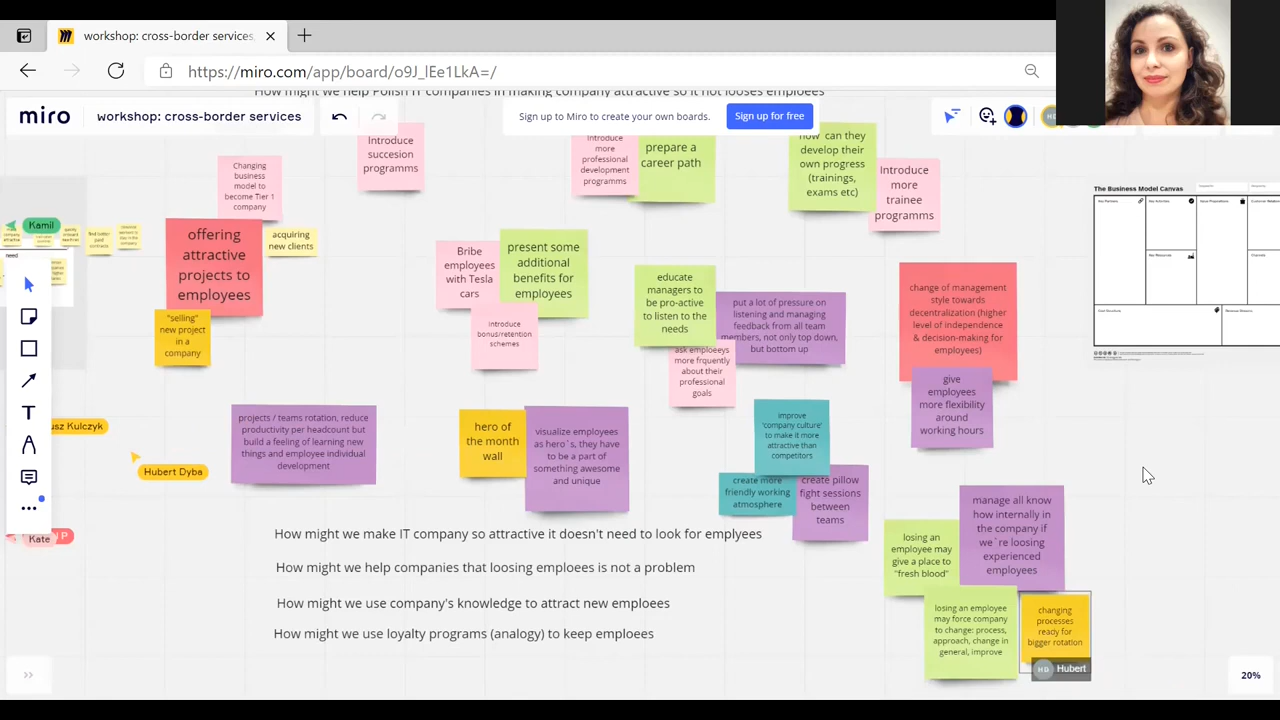 workshop: cross-border services,
https://miro.com/app/board/o9J_lEe1LkA=/
How might we help Polish IT companies in making company attractive so it not looses emploees
miro
workshop: cross-border services
Sign up to Miro to create your own boards.
Sign up for free
Introduce
succesion
programms
Changing
business
model to
become Tier 1
company
offering
attractive
projects to
employees
acquiring
new clients
"selling"
new project
in a
company
Kamil
need
Introduce
more
professional
development
programms
prepare a
career path
how can they
develop their
own progress
(trainings,
exams etc)
Introduce
more
trainee
programms
Bribe
employees
with Tesla
cars
present some
additional
benefits for
employees
Introduce
bonus/retention
schemes
educate
managers to
be pro-active
to listen to the
needs
put a lot of pressure on
listening and managing
feedback from all team
members, not only top down,
but bottom up
ask emploeeys
more frquently
about their
professional
goals
change of management
style towards
decentralization (higher
level of independence
& decision-making for
employees)
give
employees
more flexibility
around
working hours
The Business Model Canvas
usz Kulczyk
Hubert Dyba
Kate
P
projects / teams rotation, reduce
productivity per headcount but
build a feeling of learning new
things and employee individual
development
hero of
the month
wall
visualize employees
as hero´s, they have
to be a part of
something awesome
and unique
improve
'company culture'
to make it more
attractive than
competitors
create more
friendly working
atmosphere
create pillow
fight sessions
between
teams
manage all know
how internally in
the company if
we´re loosing
experienced
employees
losing an
employee may
give a place to
"fresh blood"
losing an employee
may force company
to change: process,
approach, change in
general, improve
changing
processes
ready for
bigger rotation
HD
Hubert
How might we make IT company so attractive it doesn't need to look for emplyees
How might we help companies that loosing emploees is not a problem
How might we use company's knowledge to attract new emploees
How might we use loyalty programs (analogy) to keep emploees
20%